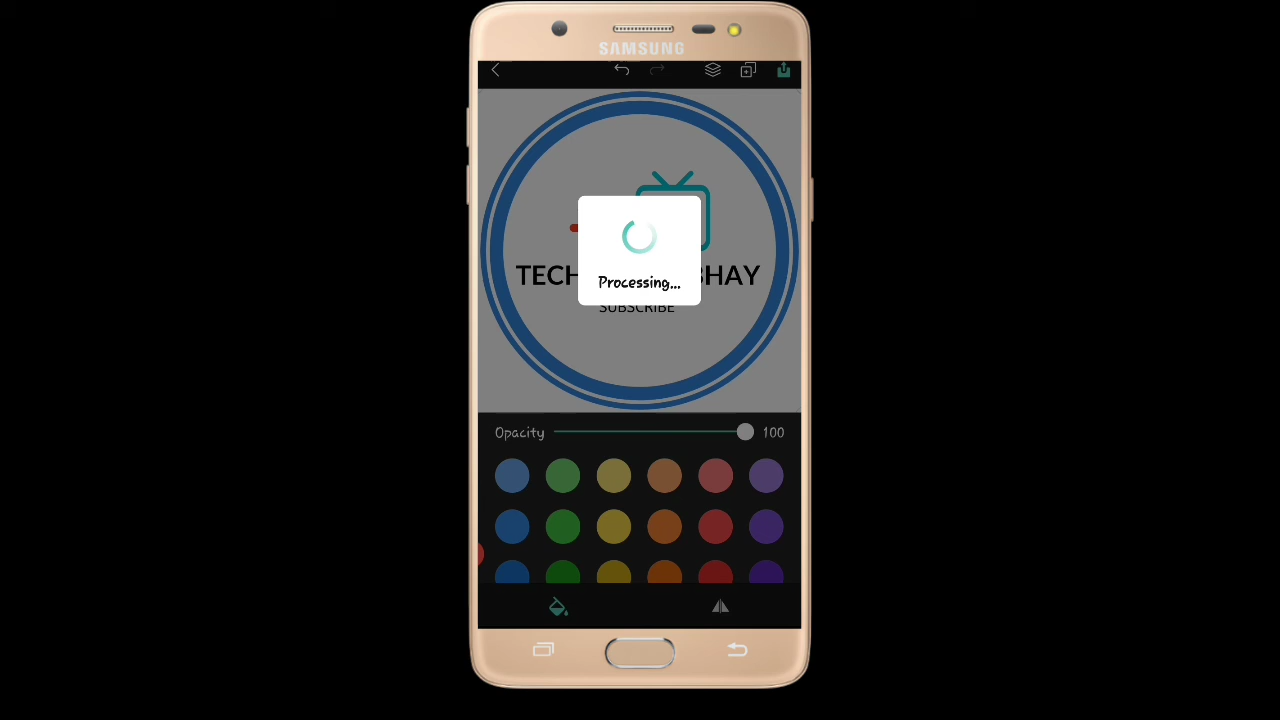 SAMSUNG
TECH
BHAY
Processing...
SUBSCRIBE
Opacity 100